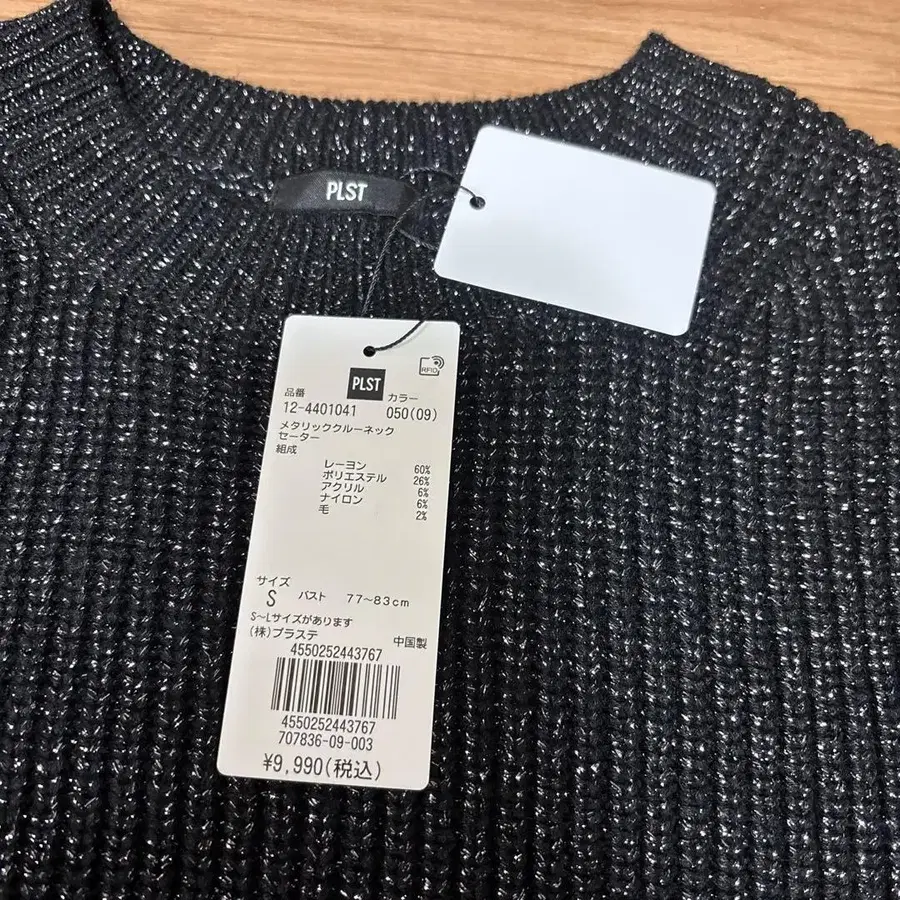 PLST
PLST
RFID
品番
カラー
12-4401041 050(09)
メタリッククルーネック
セーター
組成
レーヨン 60%
ポリエステル 26%
アクリル 6%
ナイロン 6%
毛 2%
サイズ
S バスト 77~83cm
S~Lサイズがあります
(株)プラステ 中国製
4550252443767
4550252443767
707836-09-003
¥9,990(税込)